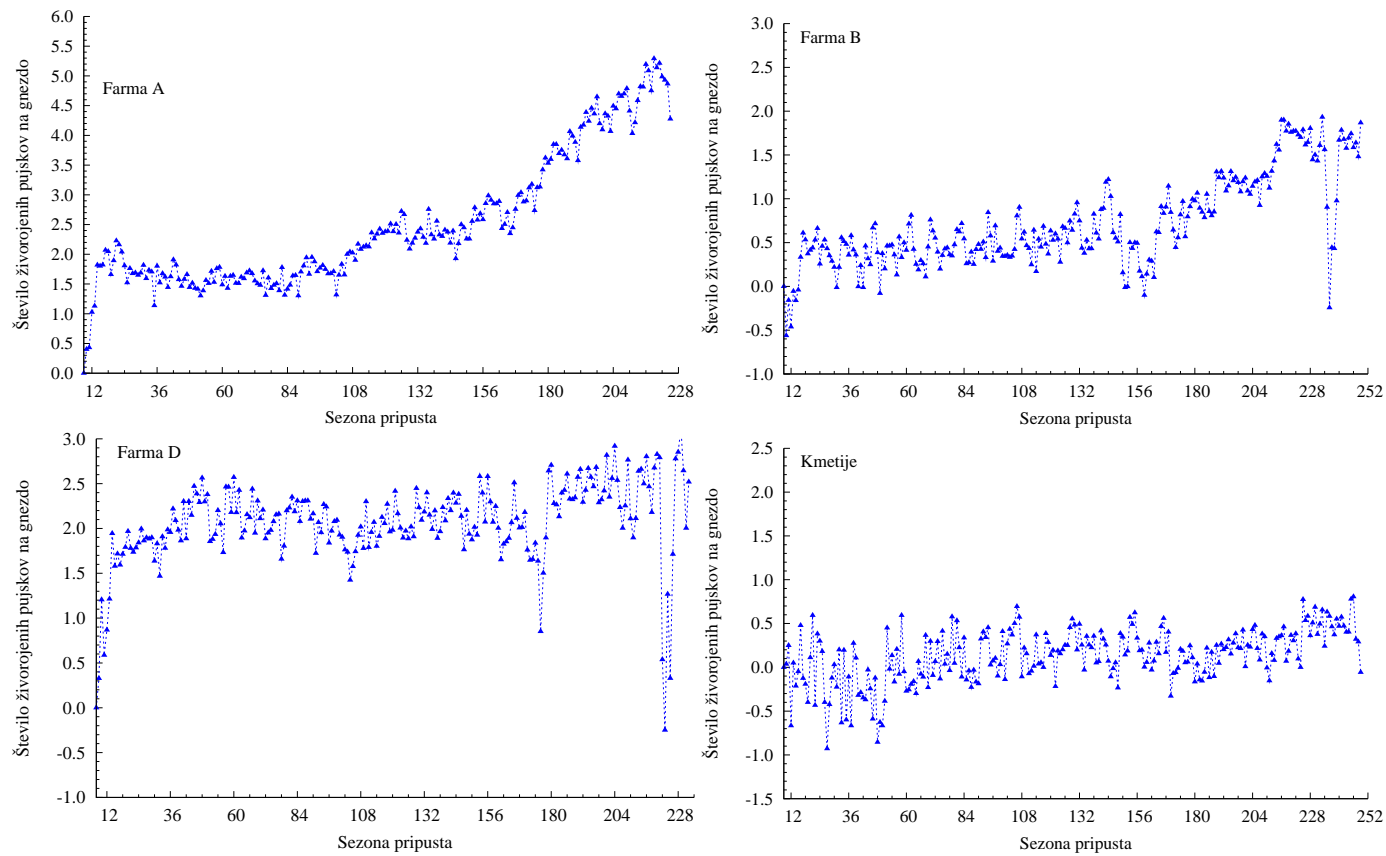 Farma A
Število živorojenih pujskov na gnezdo
6.0
5.5
5.0
4.5
4.0
3.5
3.0
2.5
2.0
1.5
1.0
0.5
0.0
12 36 60 84 108 132 156 180 204 228
Sezona pripusta
Farma B
Število živorojenih pujskov na gnezdo
3.0
2.5
2.0
1.5
1.0
0.5
0.0
-0.5
-1.0
12 36 60 84 108 132 156 180 204 228 252
Sezona pripusta
Farma D
Število živorojenih pujskov na gnezdo
3.0
2.5
2.0
1.5
1.0
0.5
0.0
-0.5
-1.0
12 36 60 84 108 132 156 180 204 228
Sezona pripusta
Kmetije
Število živorojenih pujskov na gnezdo
2.5
2.0
1.5
1.0
0.5
0.0
-0.5
-1.0
-1.5
12 36 60 84 108 132 156 180 204 228 252
Sezona pripusta